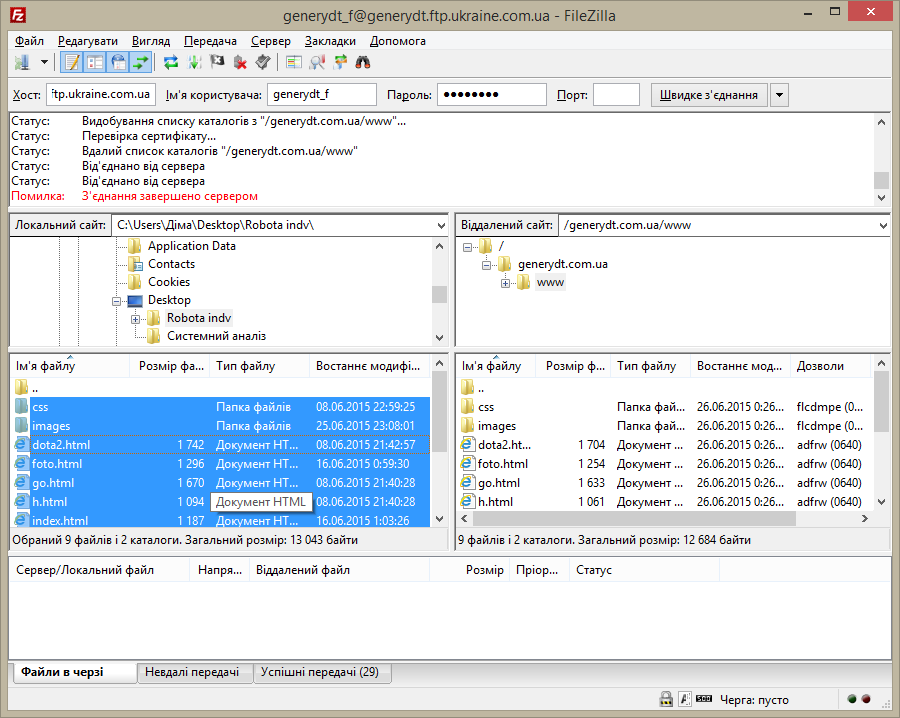 generydt_f@generydt.ftp.ukraine.com.ua - FileZilla
Файл Редагувати Вигляд Передача Сервер Закладки Допомога
Хост: ftp.ukraine.com.ua Ім'я користувача: generydt_f Пароль: ●●●●●●●● Порт: Швидке з'єднання
Статус: Видобування списку каталогів з "/generydt.com.ua/www"...
Статус: Перевірка сертифікату...
Статус: Вдалий список каталогів "/generydt.com.ua/www"
Статус: Від'єднано від сервера
Статус: Від'єднано від сервера
Помилка: З'єднання завершено сервером
Локальний сайт: C:\Users\Діма\Desktop\Robota indv\
Application Data
Contacts
Cookies
Desktop
Robota indv
Системний аналіз
Віддалений сайт: /generydt.com.ua/www
/
generydt.com.ua
www
Ім'я файлу Розмір фа... Тип файлу Востаннє модифі...
..
css Папка файлів 08.06.2015 22:59:25
images Папка файлів 25.06.2015 23:08:01
dota2.html 1 742 Документ HT... 08.06.2015 21:42:57
foto.html 1 296 Документ HT... 16.06.2015 0:59:30
go.html 1 670 Документ HT... 08.06.2015 21:40:28
h.html 1 094 Документ HTML 08.06.2015 21:40:28
index.html 1 187 Документ HT... 16.06.2015 1:03:26
Обраний 9 файлів і 2 каталоги. Загальний розмір: 13 043 байти
Ім'я файлу Розмір ф... Тип файлу Востаннє мод... Дозволи
..
css Папка фай... 26.06.2015 0:26... flcdmpe (0...
images Папка фай... 26.06.2015 0:26... flcdmpe (0...
dota2.ht... 1 704 Документ ... 26.06.2015 0:26... adfrw (0640)
foto.html 1 254 Документ ... 26.06.2015 0:26... adfrw (0640)
go.html 1 633 Документ ... 26.06.2015 0:26... adfrw (0640)
h.html 1 061 Документ ... 26.06.2015 0:26... adfrw (0640)
9 файлів і 2 каталоги. Загальний розмір: 12 684 байти
Сервер/Локальний файл Напря... Віддалений файл Розмір Пріор... Статус
Файли в черзі Невдалі передачі Успішні передачі (29)
Черга: пусто